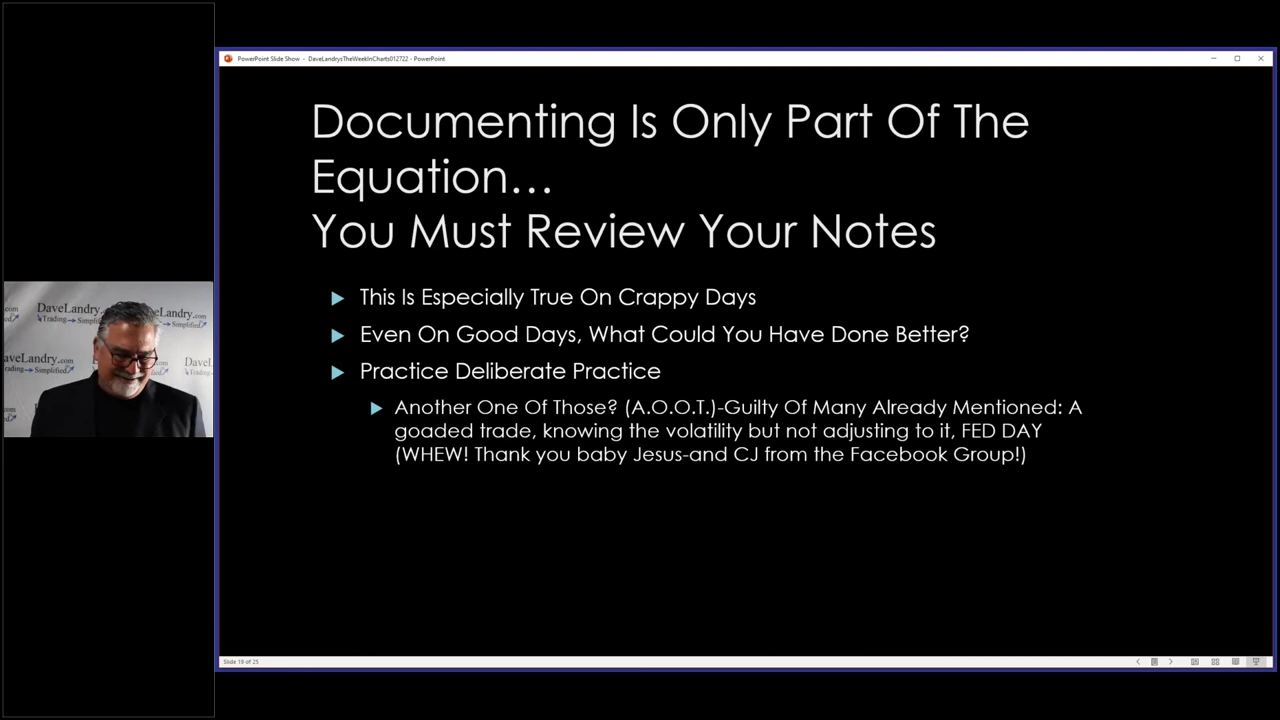 PowerPoint Slide Show - DaveLandrysTheWeekInCharts012722 - PowerPoint
Documenting Is Only Part Of The
Equation…
You Must Review Your Notes
This Is Especially True On Crappy Days
Even On Good Days, What Could You Have Done Better?
Practice Deliberate Practice
Another One Of Those? (A.O.O.T.)-Guilty Of Many Already Mentioned: A
goaded trade, knowing the volatility but not adjusting to it, FED DAY
(WHEW! Thank you baby Jesus-and CJ from the Facebook Group!)
DaveLandry.com
Trading Simplified
aveLandry.com
DaveL
Slide 19 of 25